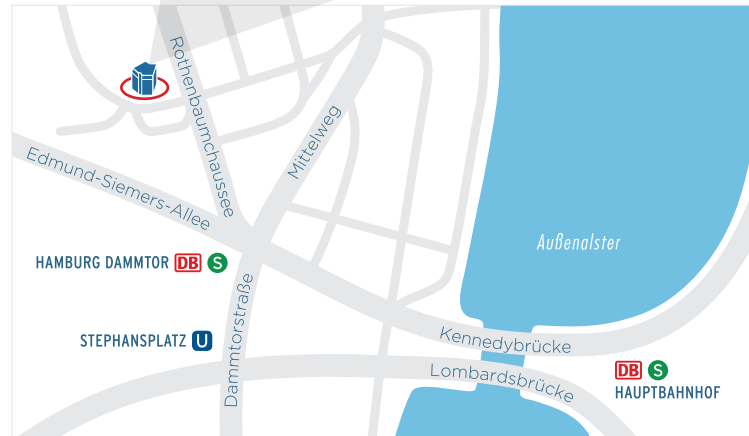 Rothenbaumchaussee
Mittelweg
Edmund-Siemers-Allee
Außenalster
HAMBURG DAMMTOR DB S
Dammtorstraße
STEPHANSPLATZ U
Kennedybrücke
Lombardsbrücke
DB S
HAUPTBAHNHOF